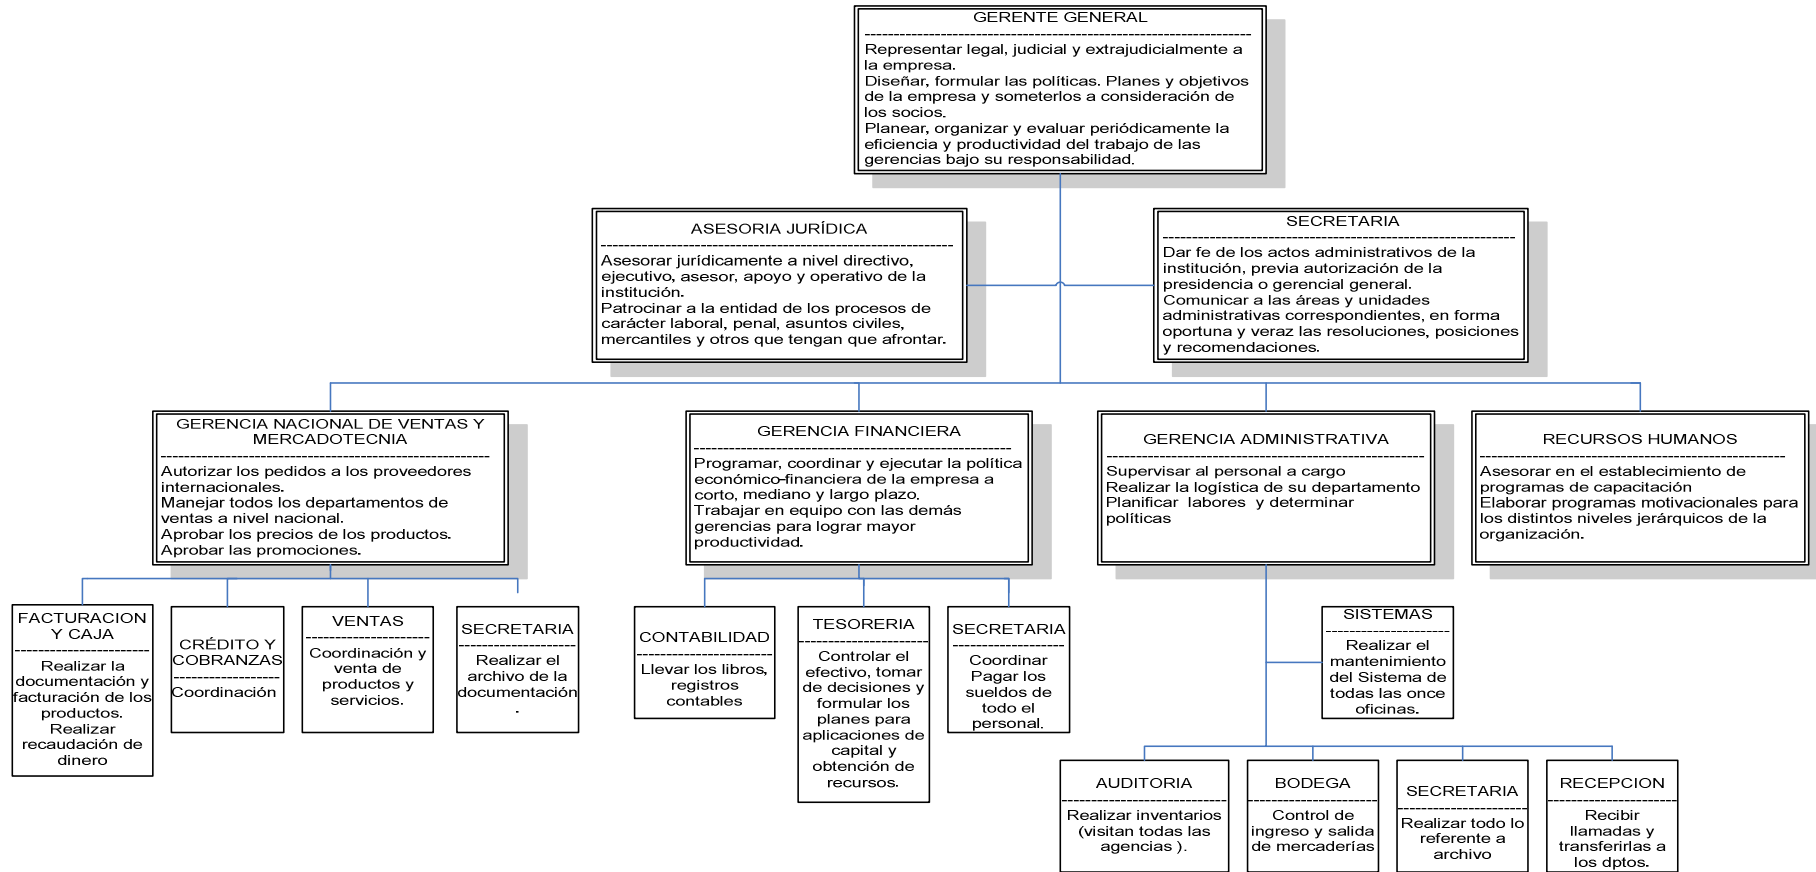 GERENTE GENERAL
Representar legal, judicial y extrajudicialmente a
la empresa.
Diseñar, formular las políticas. Planes y objetivos
de la empresa y someterlos a consideración de
los socios.
Planear, organizar y evaluar periódicamente la
eficiencia y productividad del trabajo de las
gerencias bajo su responsabilidad.
ASESORIA JURÍDICA
Asesorar jurídicamente a nivel directivo,
ejecutivo, asesor, apoyo y operativo de la
institución.
Patrocinar a la entidad de los procesos de
carácter laboral, penal, asuntos civiles,
mercantiles y otros que tengan que afrontar.
SECRETARIA
Dar fe de los actos administrativos de la
institución, previa autorización de la
presidencia o gerencial general.
Comunicar a las áreas y unidades
administrativas correspondientes, en forma
oportuna y veraz las resoluciones, posiciones
y recomendaciones.
GERENCIA NACIONAL DE VENTAS Y
MERCADOTECNIA
Autorizar los pedidos a los proveedores
internacionales.
Manejar todos los departamentos de
ventas a nivel nacional.
Aprobar los precios de los productos.
Aprobar las promociones.
GERENCIA FINANCIERA
Programar, coordinar y ejecutar la política
económico-financiera de la empresa a
corto, mediano y largo plazo.
Trabajar en equipo con las demás
gerencias para lograr mayor
productividad.
GERENCIA ADMINISTRATIVA
Supervisar al personal a cargo
Realizar la logística de su departamento
Planificar labores y determinar
políticas
RECURSOS HUMANOS
Asesorar en el establecimiento de
programas de capacitación
Elaborar programas motivacionales para
los distintos niveles jerárquicos de la
organización.
FACTURACION
Y CAJA
Realizar la
documentación y
facturación de los
productos.
Realizar
recaudación de
dinero
CRÉDITO Y
COBRANZAS
Coordinación
VENTAS
Coordinación y
venta de
productos y
servicios.
SECRETARIA
Realizar el
archivo de la
documentación
.
CONTABILIDAD
Llevar los libros,
registros
contables
TESORERIA
Controlar el
efectivo, tomar
de decisiones y
formular los
planes para
aplicaciones de
capital y
obtención de
recursos.
SECRETARIA
Coordinar
Pagar los
sueldos de
todo el
personal.
SISTEMAS
Realizar el
mantenimiento
del Sistema de
todas las once
oficinas.
AUDITORIA
Realizar inventarios
(visitan todas las
agencias ).
BODEGA
Control de
ingreso y salida
de mercaderías
SECRETARIA
Realizar todo lo
referente a
archivo
RECEPCION
Recibir
llamadas y
transferirlas a
los dptos.